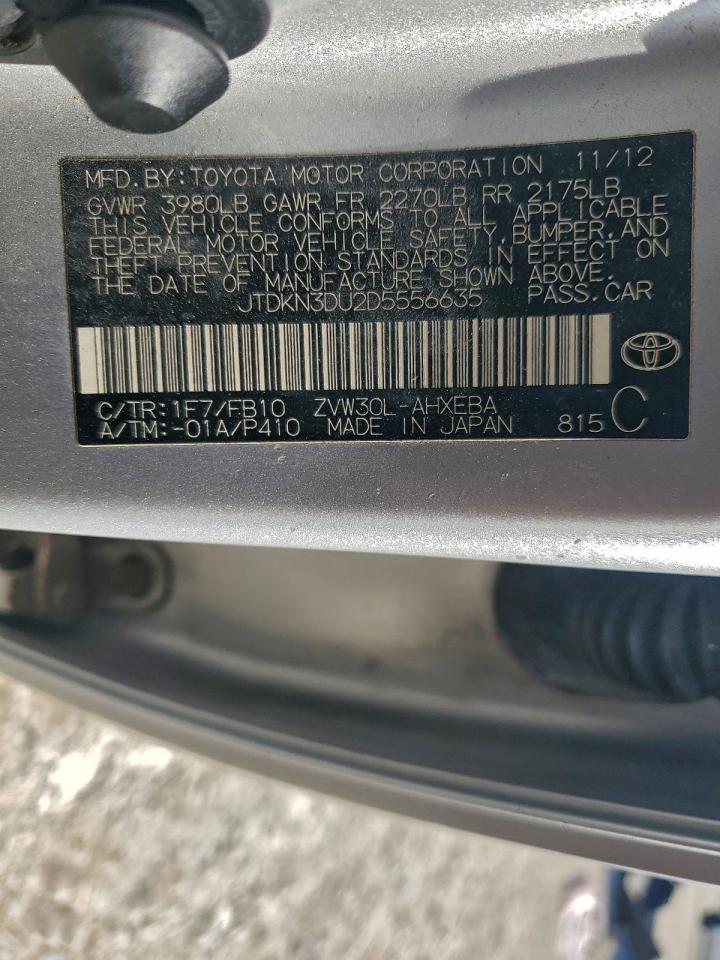 MFD.BY:TOYOTA MOTOR CORPORATION 11/12
GVWR 3980LB GAWR FR 2270LB RR 2175LB
THIS VEHICLE CONFORMS TO ALL APPLICABLE
FEDERAL MOTOR VEHICLE SAFETY,BUMPER,AND
THEFT PREVENTION STANDARDS IN EFFECT ON
THE DATE OF MANUFACTURE SHOWN ABOVE.
JTDKN3DU2D5556635 PASS.CAR
C/TR:1F7/FB10 ZVW30L-AHXEBA
A/TM:-01A/P410 MADE IN JAPAN 815 C